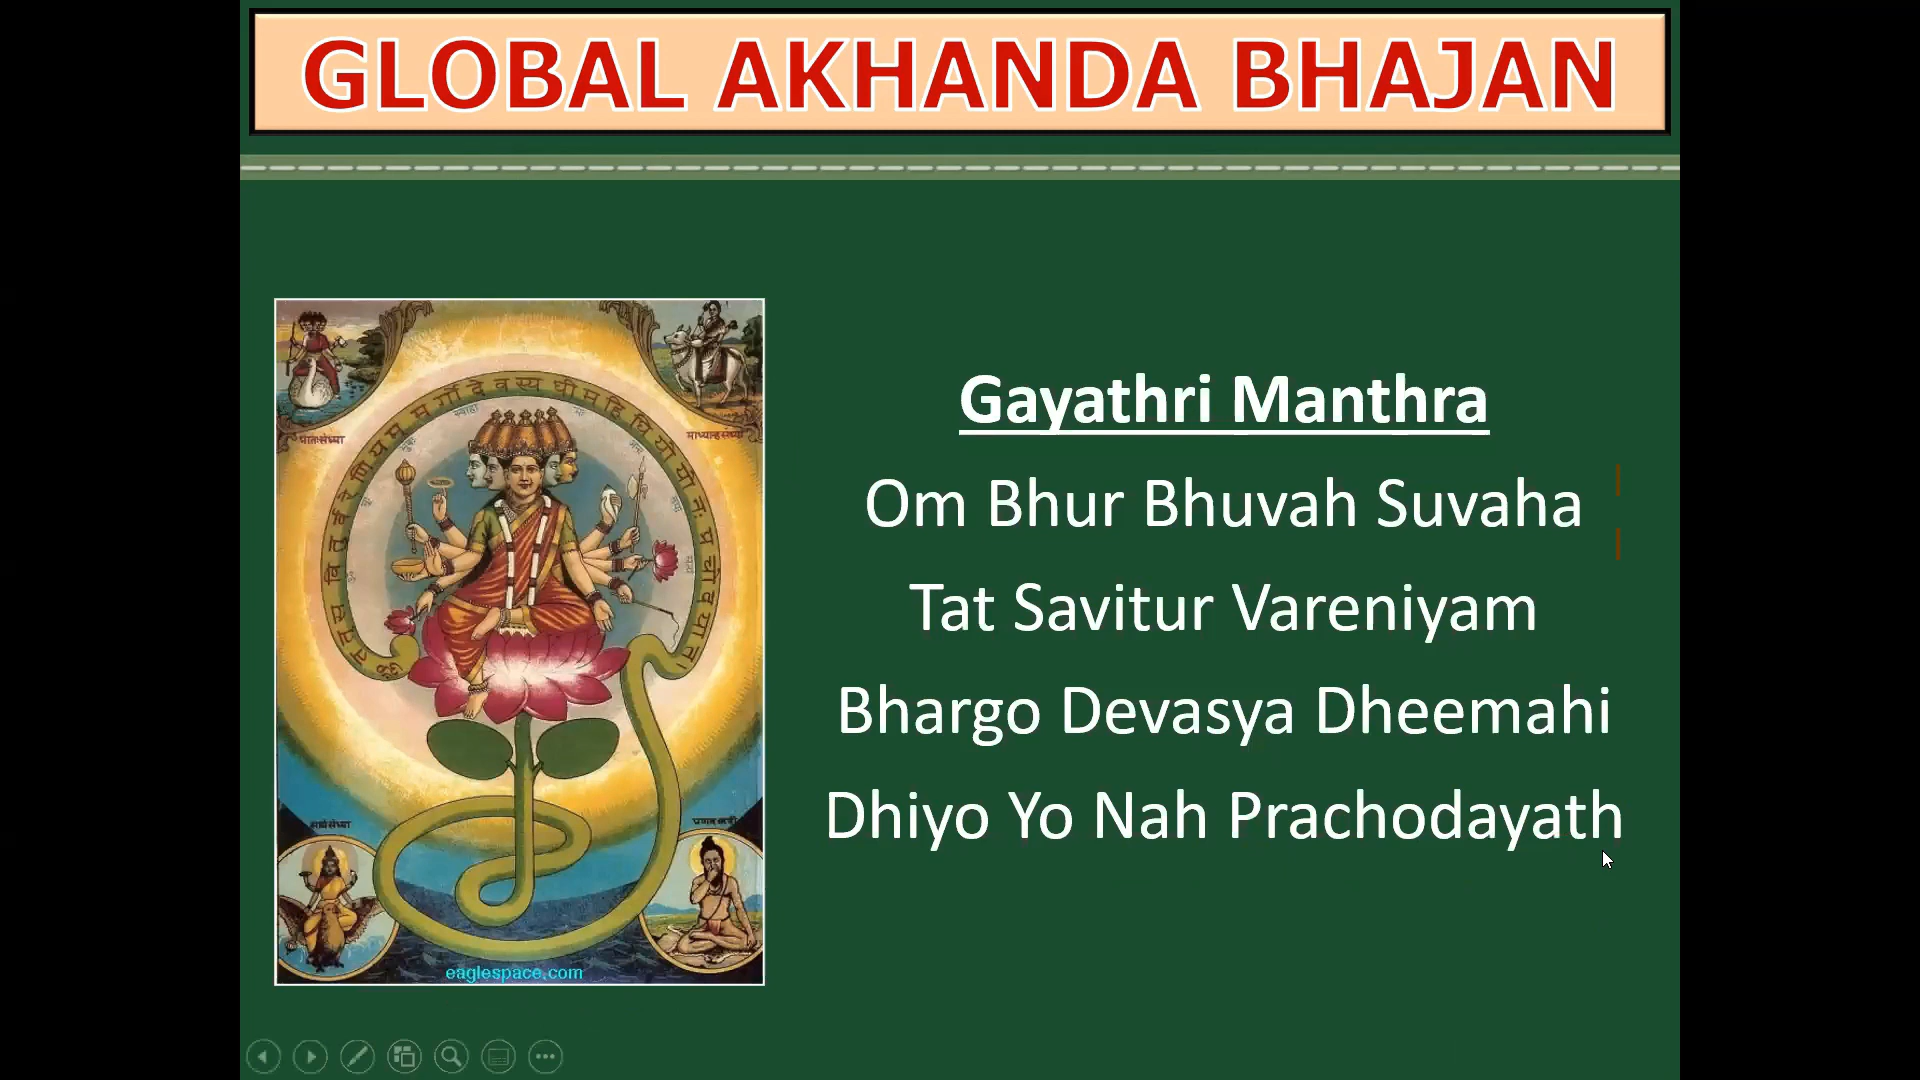 GLOBAL AKHANDA BHAJAN
Gayathri Manthra
Om Bhur Bhuvah Suvaha
Tat Savitur Vareniyam
Bhargo Devasya Dheemahi
Dhiyo Yo Nah Prachodayath
प्रातःसंध्या
माध्यान्हसंध्या
सायंसंध्या
eaglespace.com